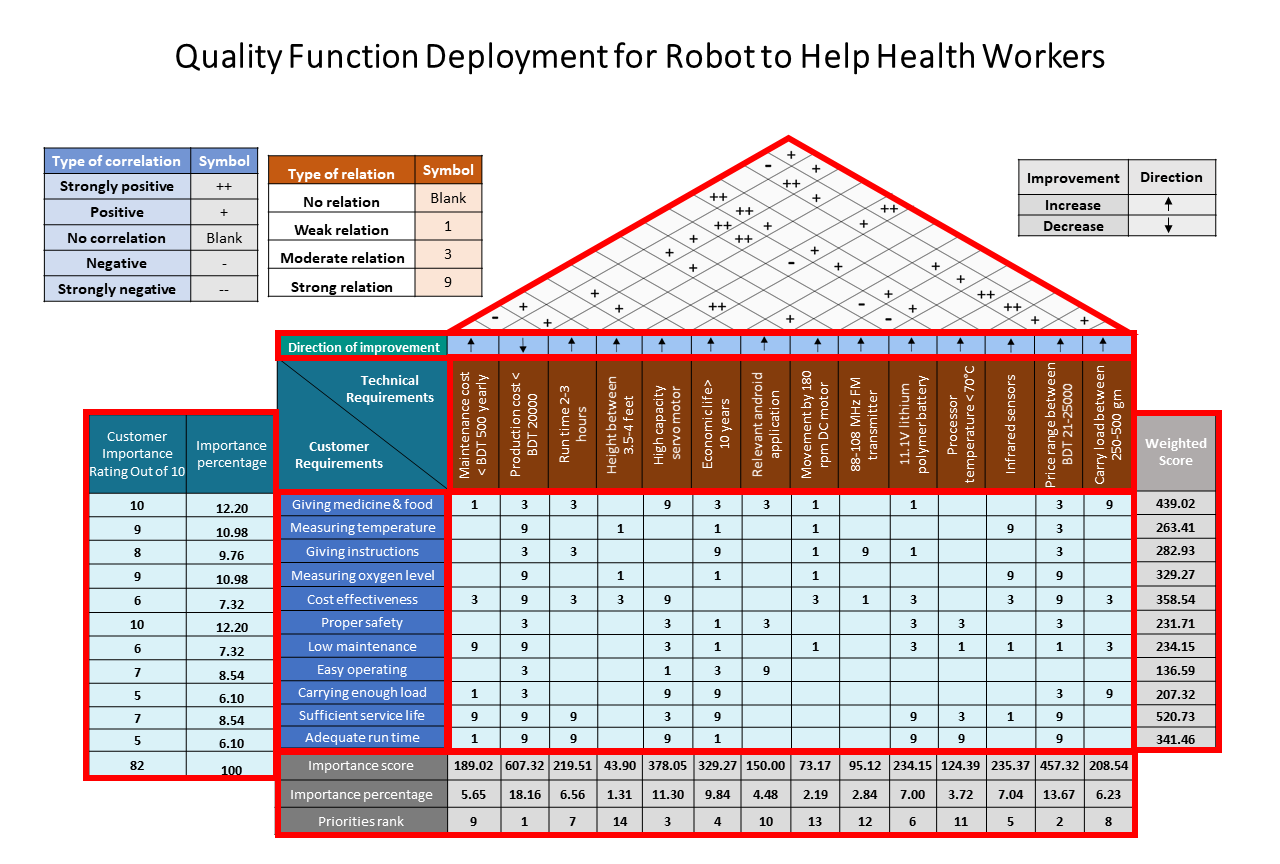 Quality Function Deployment for Robot to Help Health Workers
Type of correlation Symbol
Strongly positive ++
Positive +
No correlation Blank
Negative -
Strongly negative --
Type of relation Symbol
No relation Blank
Weak relation 1
Moderate relation 3
Strong relation 9
Improvement Direction
Increase ↑
Decrease ↓
+
- +
++
++ + ++
++
++ + +
+ ++ +
+ - + +
+ +
+ + ++
+ + ++ - + ++
- + + - + +
Direction of improvement ↑ ↓ ↑ ↑ ↑ ↑ ↑ ↑ ↑ ↑ ↑ ↑ ↑ ↑
Technical
Requirements
Customer
Requirements
Maintenance cost
< BDT 500 yearly
Production cost <
BDT 20000
Run time 2-3
hours
Height between
3.5-4 feet
High capacity
servo motor
Economic life>
10 years
Relevant android
application
Movement by 180
rpm DC motor
88-108 MHz FM
transmitter
11.1V lithium
polymer battery
Processor
temperature < 70°C
Infrared sensors
Price range between
BDT 21-25000
Carry load between
250-500 gm
Customer
Importance
Rating Out of 10
Importance
percentage
Weighted
Score
10 12.20 Giving medicine & food 1 3 3 9 3 3 1 1 3 9 439.02
9 10.98 Measuring temperature 9 1 1 1 9 3 263.41
8 9.76 Giving instructions 3 3 9 1 9 1 3 282.93
9 10.98 Measuring oxygen level 9 1 1 1 9 9 329.27
6 7.32 Cost effectiveness 3 9 3 3 9 3 1 3 3 9 3 358.54
10 12.20 Proper safety 3 3 1 3 3 3 3 231.71
6 7.32 Low maintenance 9 9 3 1 1 3 1 1 1 3 234.15
7 8.54 Easy operating 3 1 3 9 136.59
5 6.10 Carrying enough load 1 3 9 9 3 9 207.32
7 8.54 Sufficient service life 9 9 9 3 9 9 3 1 9 520.73
5 6.10 Adequate run time 1 9 9 9 1 9 9 9 341.46
82 100 Importance score 189.02 607.32 219.51 43.90 378.05 329.27 150.00 73.17 95.12 234.15 124.39 235.37 457.32 208.54
Importance percentage 5.65 18.16 6.56 1.31 11.30 9.84 4.48 2.19 2.84 7.00 3.72 7.04 13.67 6.23
Priorities rank 9 1 7 14 3 4 10 13 12 6 11 5 2 8